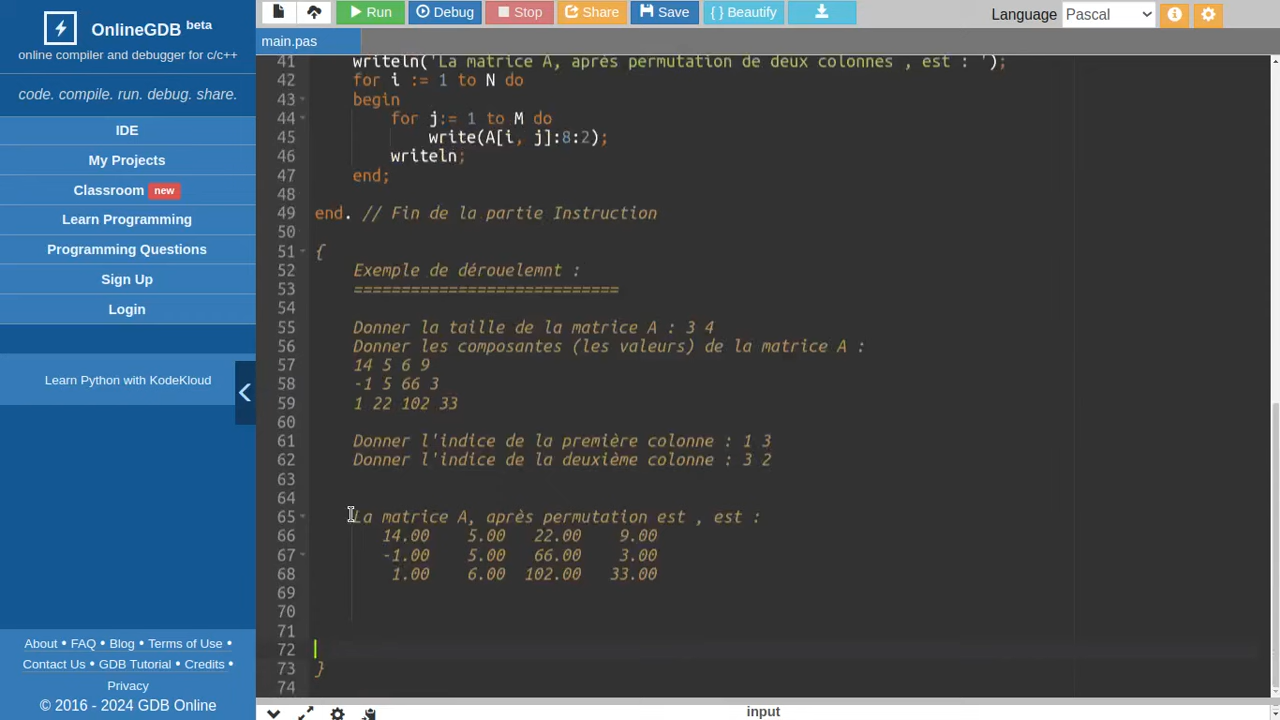 OnlineGDB beta
online compiler and debugger for c/c++
code. compile. run. debug. share.
IDE
My Projects
Classroom new
Learn Programming
Programming Questions
Sign Up
Login
Learn Python with KodeKloud
About • FAQ • Blog • Terms of Use •
Contact Us • GDB Tutorial • Credits •
Privacy
© 2016 - 2024 GDB Online
Run Debug Stop Share Save { } Beautify Language Pascal
main.pas
41 writeln('La matrice A, après permutation de deux colonnes , est : ');
42 for i := 1 to N do
43 begin
44 for j:= 1 to M do
45 write(A[i, j]:8:2);
46 writeln;
47 end;
48
49 end. // Fin de la partie Instruction
50
51 {
52 Exemple de dérouelemnt :
53 ============================
54
55 Donner la taille de la matrice A : 3 4
56 Donner les composantes (les valeurs) de la matrice A :
57 14 5 6 9
58 -1 5 66 3
59 1 22 102 33
60
61 Donner l'indice de la première colonne : 1 3
62 Donner l'indice de la deuxième colonne : 3 2
63
64
65 La matrice A, après permutation est , est :
66 14.00 5.00 22.00 9.00
67 -1.00 5.00 66.00 3.00
68 1.00 6.00 102.00 33.00
69
70
71
72
73 }
74
input